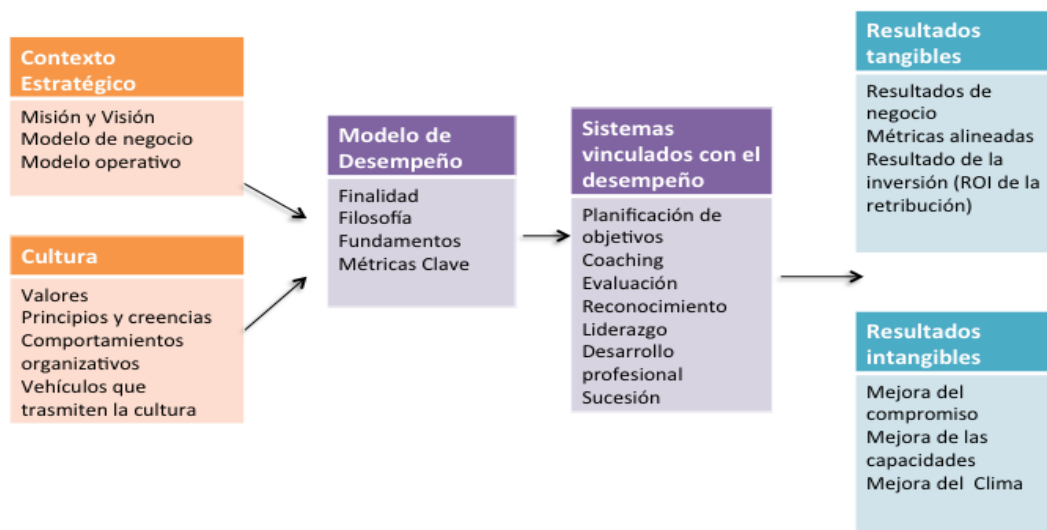 Contexto
Estratégico
Misión y Visión
Modelo de negocio
Modelo operativo
Cultura
Valores
Principios y creencias
Comportamientos
organizativos
Vehículos que
trasmiten la cultura
Modelo de
Desempeño
Finalidad
Filosofía
Fundamentos
Métricas Clave
Sistemas
vinculados con el
desempeño
Planificación de
objetivos
Coaching
Evaluación
Reconocimiento
Liderazgo
Desarrollo
profesional
Sucesión
Resultados
tangibles
Resultados de
negocio
Métricas alineadas
Resultado de la
inversión (ROI de la
retribución)
Resultados
intangibles
Mejora del
compromiso
Mejora de las
capacidades
Mejora del Clima